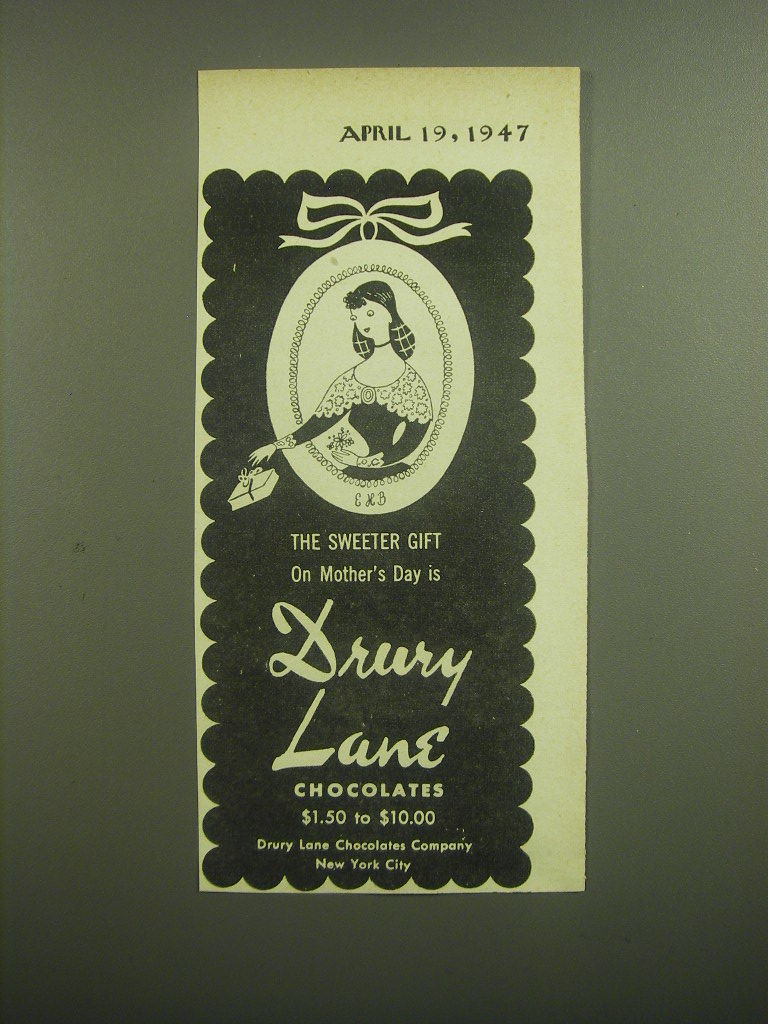 APRIL 19, 1947
EHB
THE SWEETER GIFT
On Mother's Day is
Drury
Lane
CHOCOLATES
$1.50 to $10.00
Drury Lane Chocolates Company
New York City